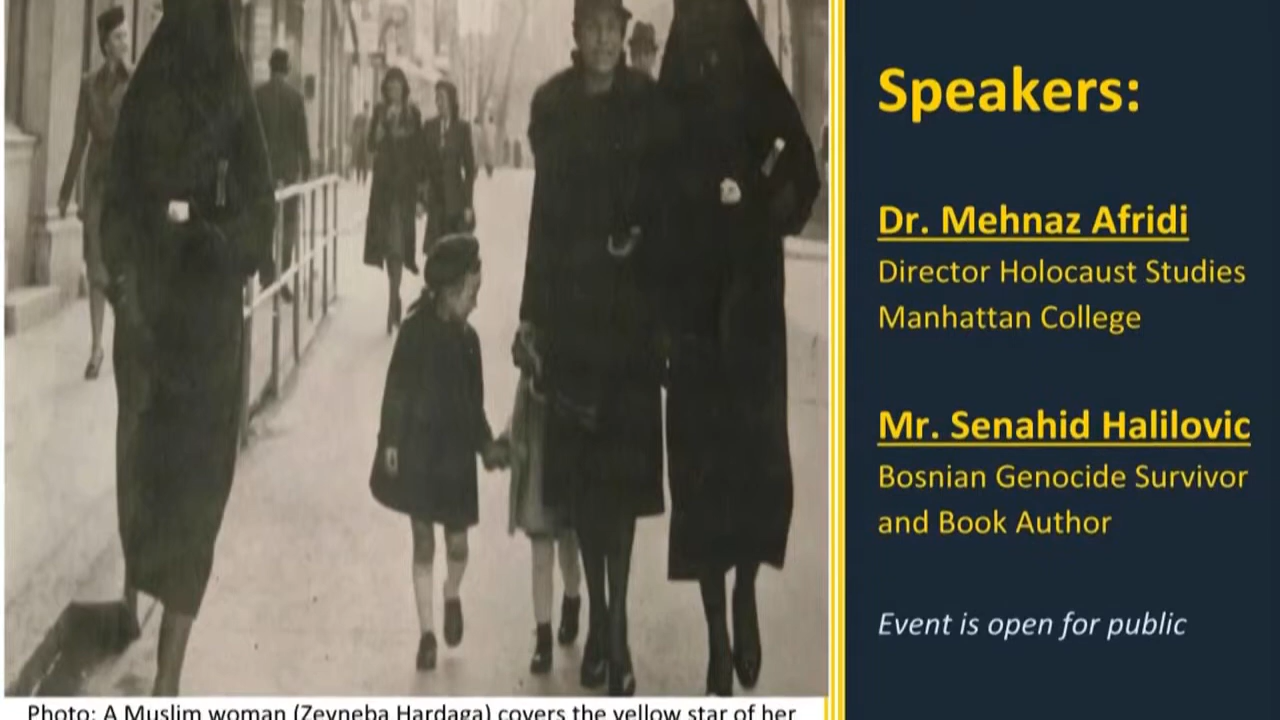 Speakers:
Dr. Mehnaz Afridi
Director Holocaust Studies
Manhattan College
Mr. Senahid Halilovic
Bosnian Genocide Survivor
and Book Author
Event is open for public
Photo: A Muslim woman (Zeyneba Hardaga) covers the yellow star of her